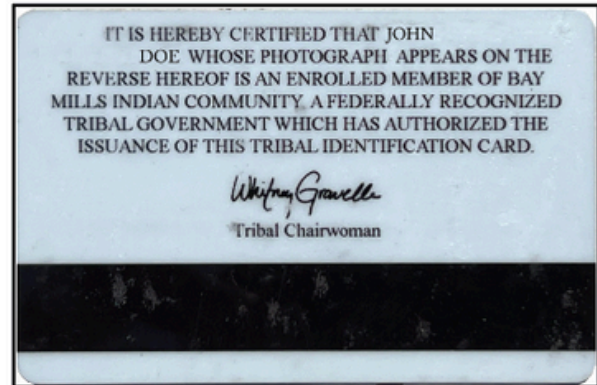 IT IS HEREBY CERTIFIED THAT JOHN
DOE WHOSE PHOTOGRAPH APPEARS ON THE
REVERSE HEREOF IS AN ENROLLED MEMBER OF BAY
MILLS INDIAN COMMUNITY, A FEDERALLY RECOGNIZED
TRIBAL GOVERNMENT WHICH HAS AUTHORIZED THE
ISSUANCE OF THIS TRIBAL IDENTIFICATION CARD.
Whitney Gravelle
Tribal Chairwoman